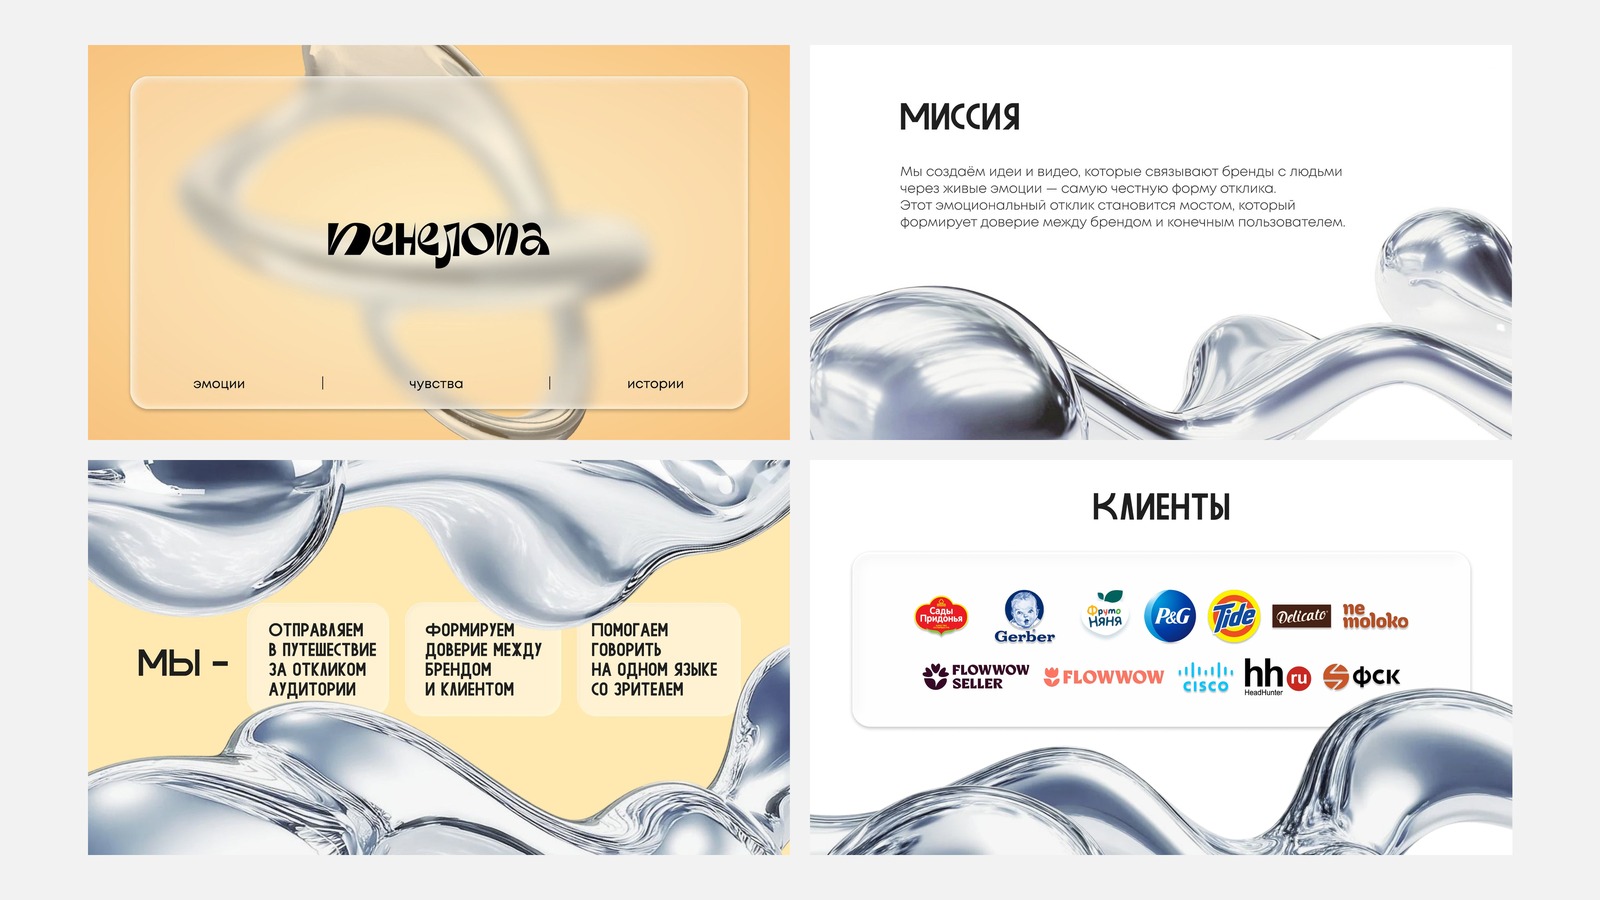 пенелопа
эмоции | чувства | истории
МИССИЯ
Мы создаём идеи и видео, которые связывают бренды с людьми
через живые эмоции — самую честную форму отклика.
Этот эмоциональный отклик становится мостом, который
формирует доверие между брендом и конечным пользователем.
МЫ -
ОТПРАВЛЯЕМ
В ПУТЕШЕСТВИЕ
ЗА ОТКЛИКОМ
АУДИТОРИИ
ФОРМИРУЕМ
ДОВЕРИЕ МЕЖДУ
БРЕНДОМ
И КЛИЕНТОМ
ПОМОГАЕМ
ГОВОРИТЬ
НА ОДНОМ ЯЗЫКЕ
СО ЗРИТЕЛЕМ
КЛИЕНТЫ
Сады
Придонья
Gerber
Фруто
НЯНЯ
P&G
Tide
Delicato
ne
moloko
FLOWWOW
SELLER
FLOWWOW
CISCO
hh ru
HeadHunter
ФСК